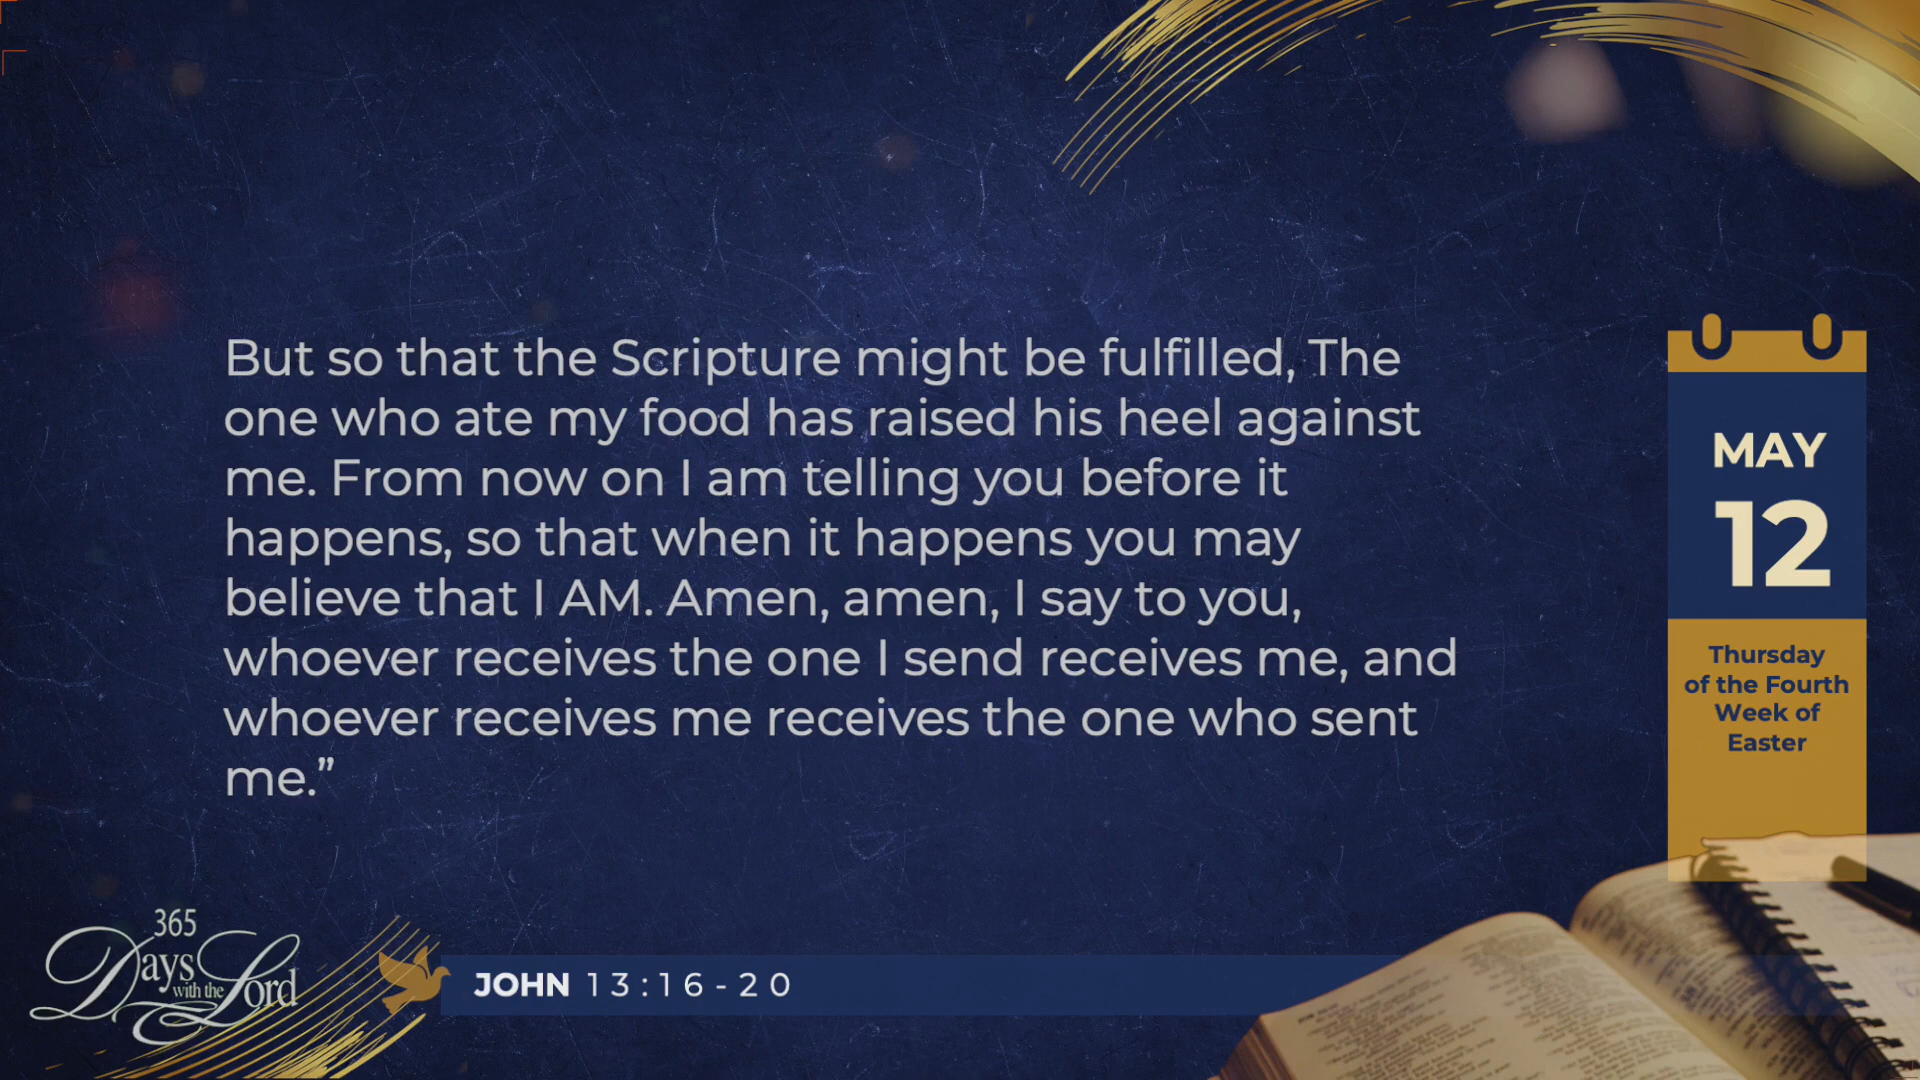 But so that the Scripture might be fulfilled, The
one who ate my food has raised his heel against
me. From now on I am telling you before it
happens, so that when it happens you may
believe that I AM. Amen, amen, I say to you,
whoever receives the one I send receives me, and
whoever receives me receives the one who sent
me.”
MAY
12
Thursday
of the Fourth
Week of
Easter
365
Days
with the
Lord
JOHN 13:16-20